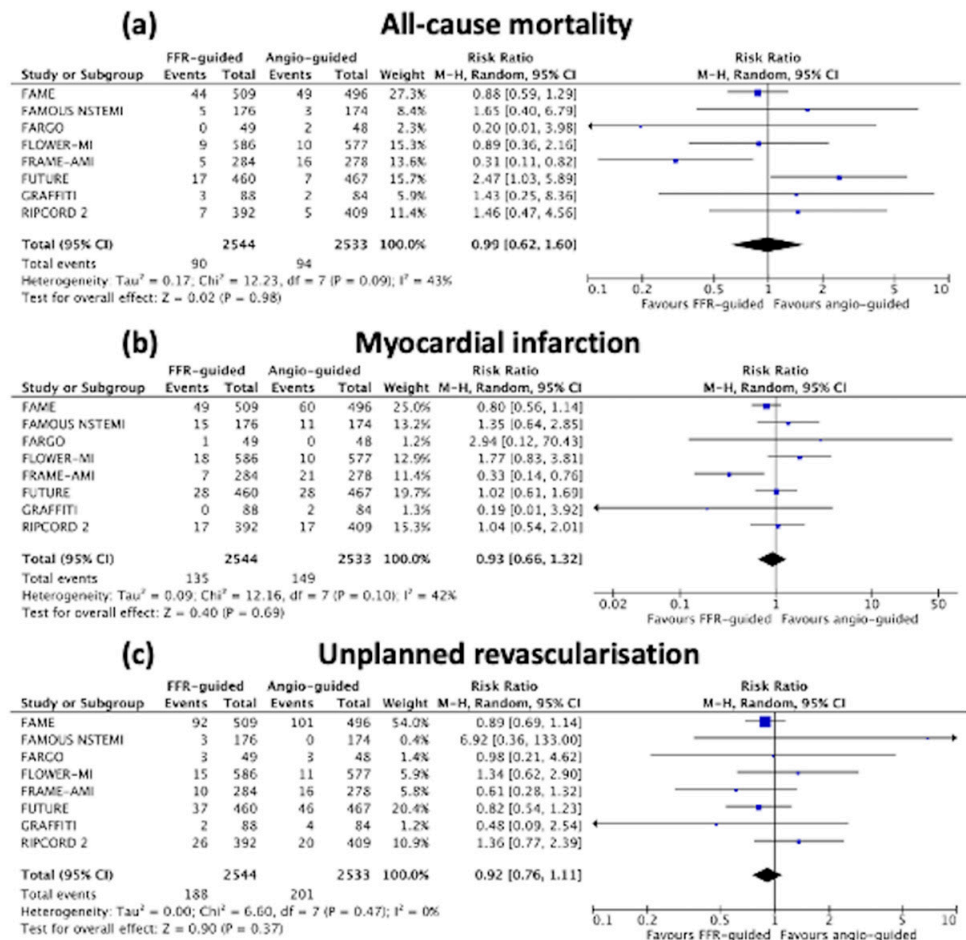 (a) All-cause mortality
FFR-guided Angio-guided Risk Ratio Risk Ratio
Study or Subgroup Events Total Events Total Weight M-H, Random, 95% CI M-H, Random, 95% CI
FAME 44 509 49 496 27.3% 0.88 [0.59, 1.29]
FAMOUS NSTEMI 5 176 3 174 8.4% 1.65 [0.40, 6.79]
FARGO 0 49 2 48 2.3% 0.20 [0.01, 3.98]
FLOWER-MI 9 586 10 577 15.3% 0.89 [0.36, 2.16]
FRAME-AMI 5 284 16 278 13.6% 0.31 [0.11, 0.82]
FUTURE 17 460 7 467 15.7% 2.47 [1.03, 5.89]
GRAFFITI 3 88 2 84 5.9% 1.43 [0.25, 8.36]
RIPCORD 2 7 392 5 409 11.4% 1.46 [0.47, 4.56]
Total (95% CI) 2544 2533 100.0% 0.99 [0.62, 1.60]
Total events 90 94
Heterogeneity: Tau² = 0.17; Chi² = 12.23, df = 7 (P = 0.09); I² = 43%
Test for overall effect: Z = 0.02 (P = 0.98)
0.1 0.2 0.5 1 2 5 10
Favours FFR-guided Favours angio-guided
(b) Myocardial infarction
FFR-guided Angio-guided Risk Ratio Risk Ratio
Study or Subgroup Events Total Events Total Weight M-H, Random, 95% CI M-H, Random, 95% CI
FAME 49 509 60 496 25.0% 0.80 [0.56, 1.14]
FAMOUS NSTEMI 15 176 11 174 13.2% 1.35 [0.64, 2.85]
FARGO 1 49 0 48 1.2% 2.94 [0.12, 70.43]
FLOWER-MI 18 586 10 577 12.9% 1.77 [0.83, 3.81]
FRAME-AMI 7 284 21 278 11.4% 0.33 [0.14, 0.76]
FUTURE 28 460 28 467 19.7% 1.02 [0.61, 1.69]
GRAFFITI 0 88 2 84 1.3% 0.19 [0.01, 3.92]
RIPCORD 2 17 392 17 409 15.3% 1.04 [0.54, 2.01]
Total (95% CI) 2544 2533 100.0% 0.93 [0.66, 1.32]
Total events 135 149
Heterogeneity: Tau² = 0.09; Chi² = 12.16, df = 7 (P = 0.10); I² = 42%
Test for overall effect: Z = 0.40 (P = 0.69)
0.02 0.1 1 10 50
Favours FFR-guided Favours angio-guided
(c) Unplanned revascularisation
FFR-guided Angio-guided Risk Ratio Risk Ratio
Study or Subgroup Events Total Events Total Weight M-H, Random, 95% CI M-H, Random, 95% CI
FAME 92 509 101 496 54.0% 0.89 [0.69, 1.14]
FAMOUS NSTEMI 3 176 0 174 0.4% 6.92 [0.36, 133.00]
FARGO 3 49 3 48 1.4% 0.98 [0.21, 4.62]
FLOWER-MI 15 586 11 577 5.9% 1.34 [0.62, 2.90]
FRAME-AMI 10 284 16 278 5.8% 0.61 [0.28, 1.32]
FUTURE 37 460 46 467 20.4% 0.82 [0.54, 1.23]
GRAFFITI 2 88 4 84 1.2% 0.48 [0.09, 2.54]
RIPCORD 2 26 392 20 409 10.9% 1.36 [0.77, 2.39]
Total (95% CI) 2544 2533 100.0% 0.92 [0.76, 1.11]
Total events 188 201
Heterogeneity: Tau² = 0.00; Chi² = 6.60, df = 7 (P = 0.47); I² = 0%
Test for overall effect: Z = 0.90 (P = 0.37)
0.1 0.2 0.5 1 2 5 10
Favours FFR-guided Favours angio-guided